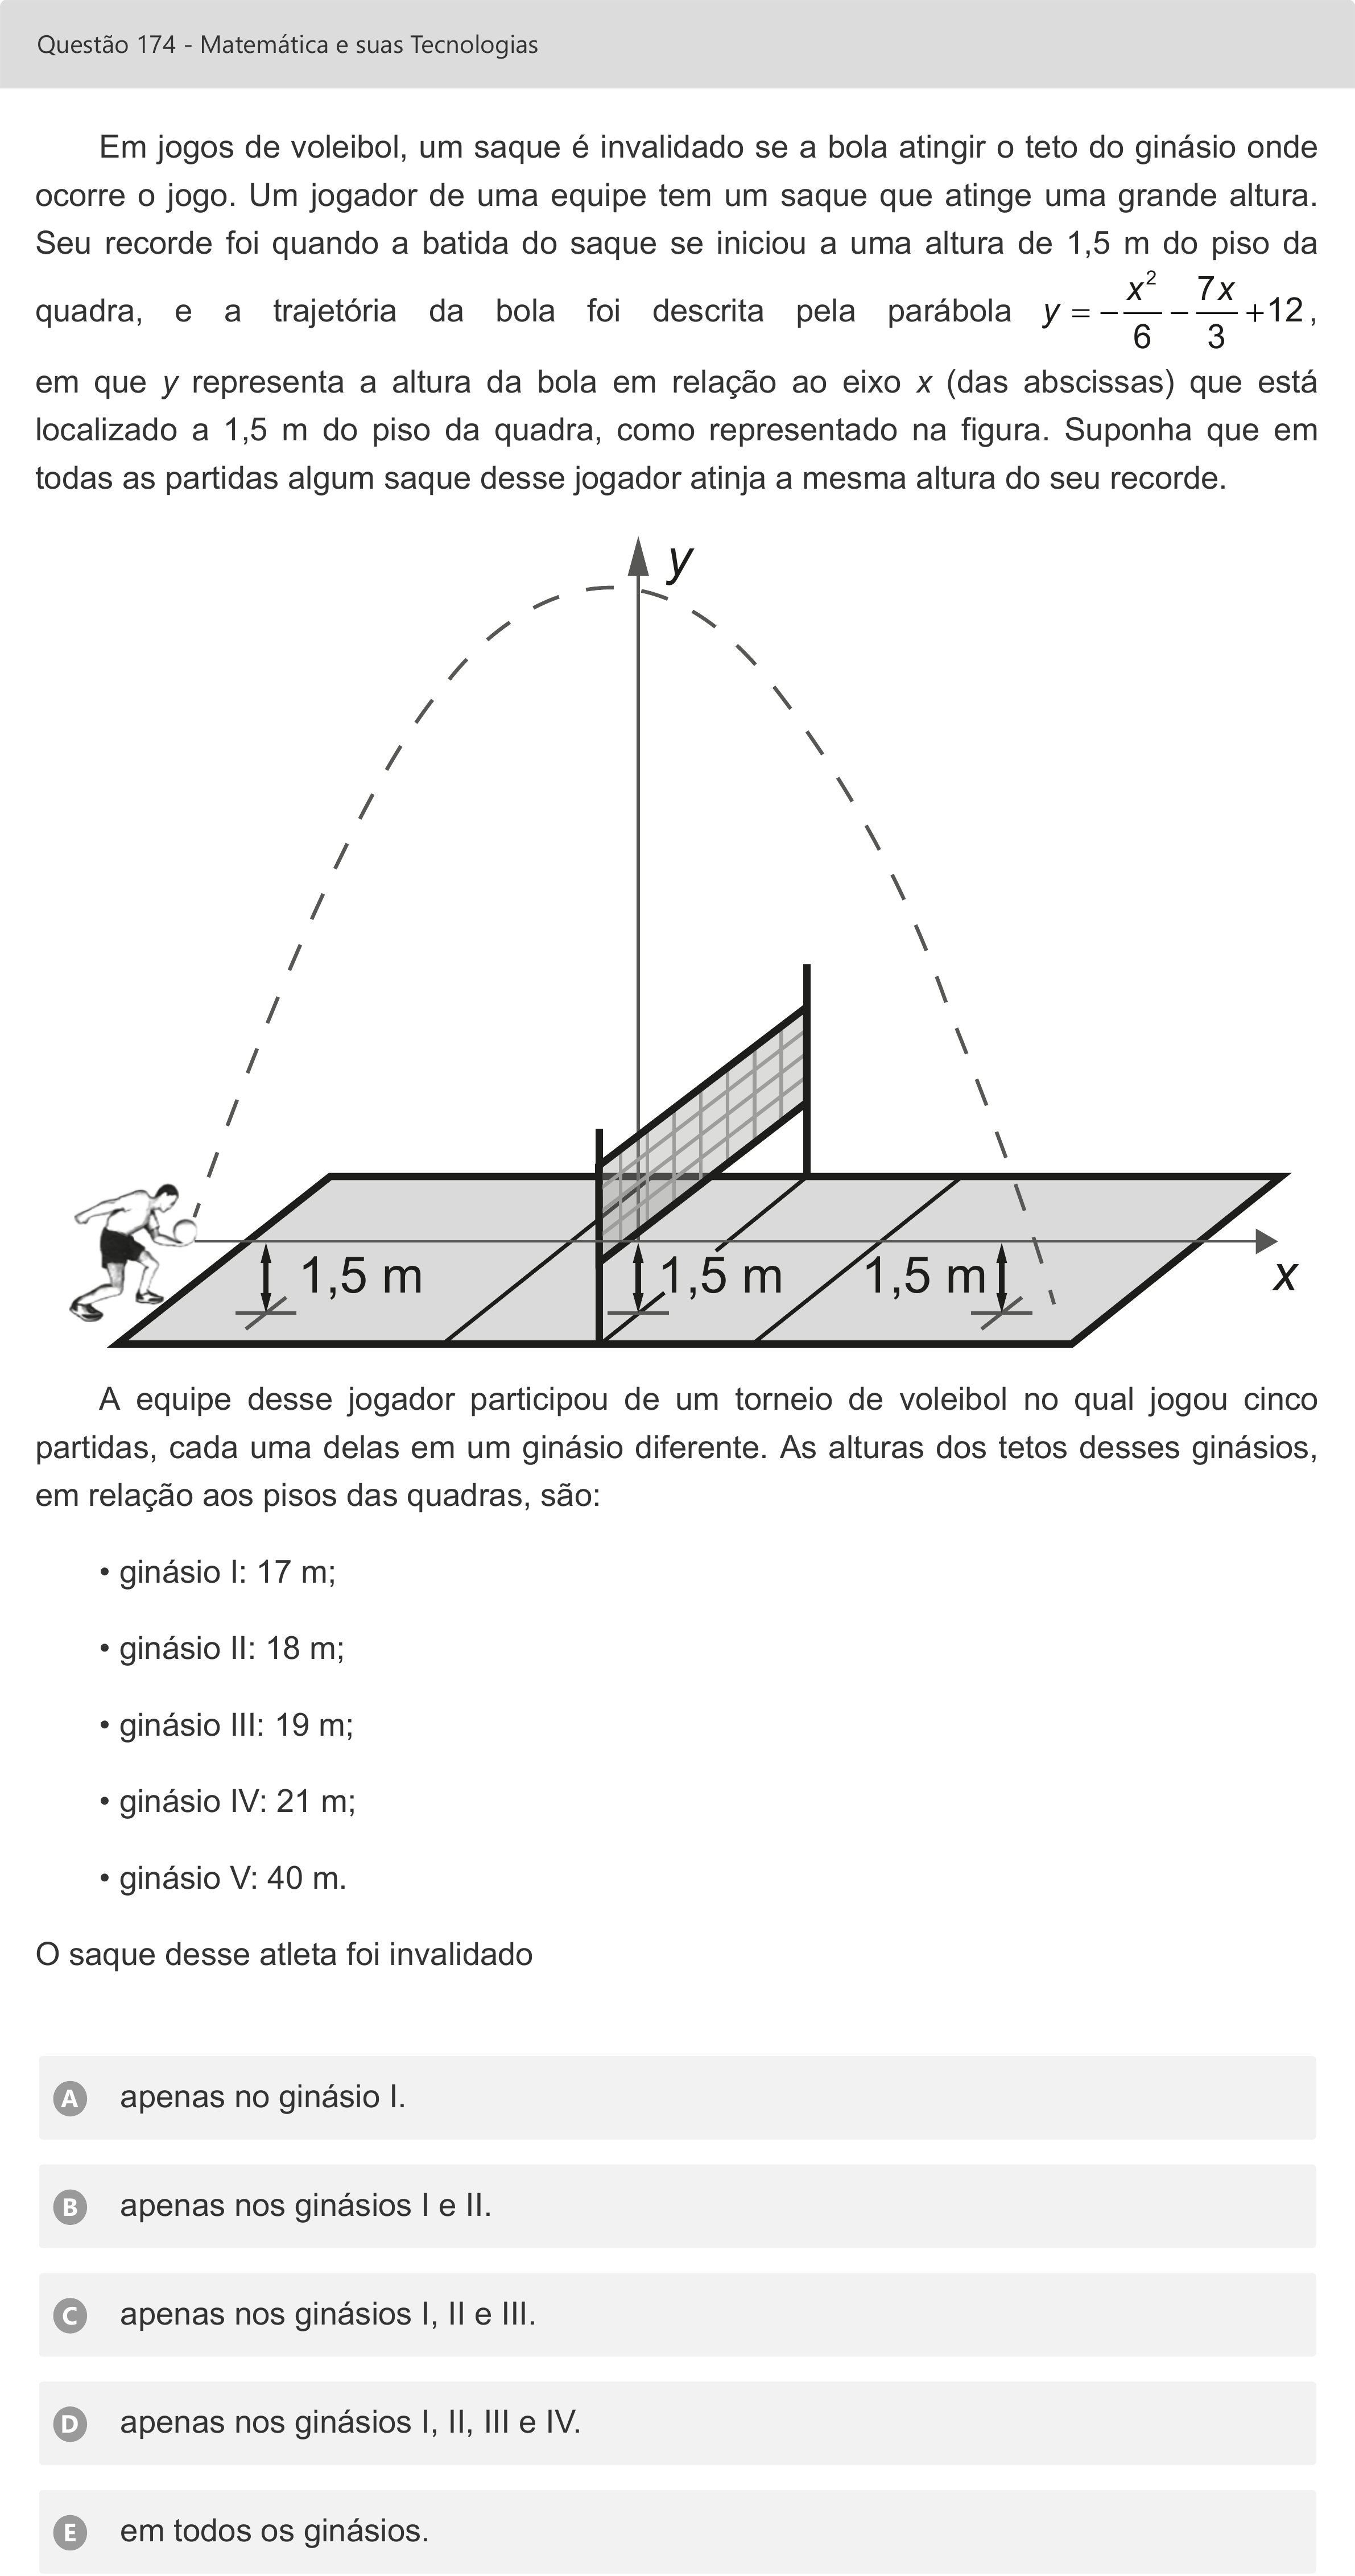 Questão 174 - Matemática e suas Tecnologias
Em jogos de voleibol, um saque é invalidado se a bola atingir o teto do ginásio onde
ocorre o jogo. Um jogador de uma equipe tem um saque que atinge uma grande altura.
Seu recorde foi quando a batida do saque se iniciou a uma altura de 1,5 m do piso da
quadra, e a trajetória da bola foi descrita pela parábola y = −x²/6 − 7x/3 + 12,
em que y representa a altura da bola em relação ao eixo x (das abscissas) que está
localizado a 1,5 m do piso da quadra, como representado na figura. Suponha que em
todas as partidas algum saque desse jogador atinja a mesma altura do seu recorde.
y
1,5 m 1,5 m 1,5 m
x
A equipe desse jogador participou de um torneio de voleibol no qual jogou cinco
partidas, cada uma delas em um ginásio diferente. As alturas dos tetos desses ginásios,
em relação aos pisos das quadras, são:
• ginásio I: 17 m;
• ginásio II: 18 m;
• ginásio III: 19 m;
• ginásio IV: 21 m;
• ginásio V: 40 m.
O saque desse atleta foi invalidado
A apenas no ginásio I.
B apenas nos ginásios I e II.
C apenas nos ginásios I, II e III.
D apenas nos ginásios I, II, III e IV.
E em todos os ginásios.